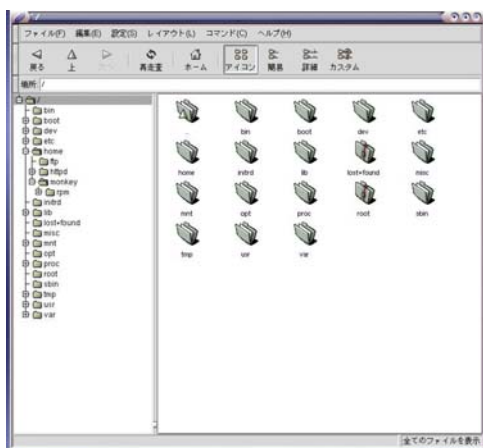 /
ファイル(F) 編集(E) 設定(S) レイアウト(L) コマンド(C) ヘルプ(H)
戻る 上 再走査 ホーム アイコン 簡易 詳細 カスタム
場所: /
/
bin
boot
dev
etc
home
ftp
httpd
monkey
rpm
initrd
lib
lost+found
misc
mnt
opt
proc
root
sbin
tmp
usr
var
.. bin boot dev etc
home initrd lib lost+found misc
mnt opt proc root sbin
tmp usr var
全てのファイルを表示